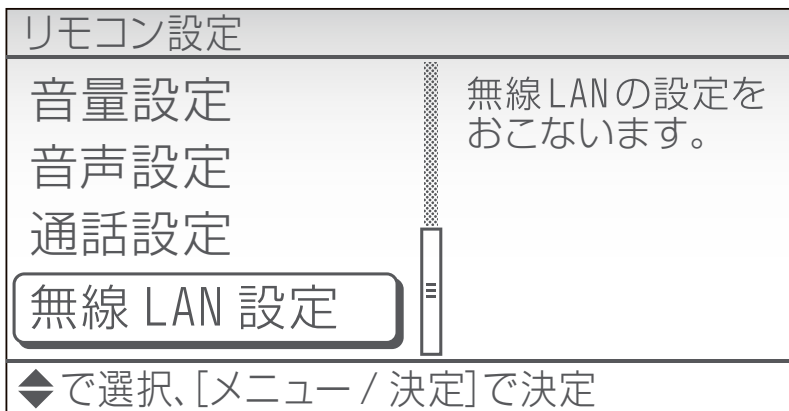 リモコン設定
音量設定
音声設定
通話設定
無線 LAN 設定
無線LANの設定を
おこないます。
◆で選択、[メニュー / 決定]で決定